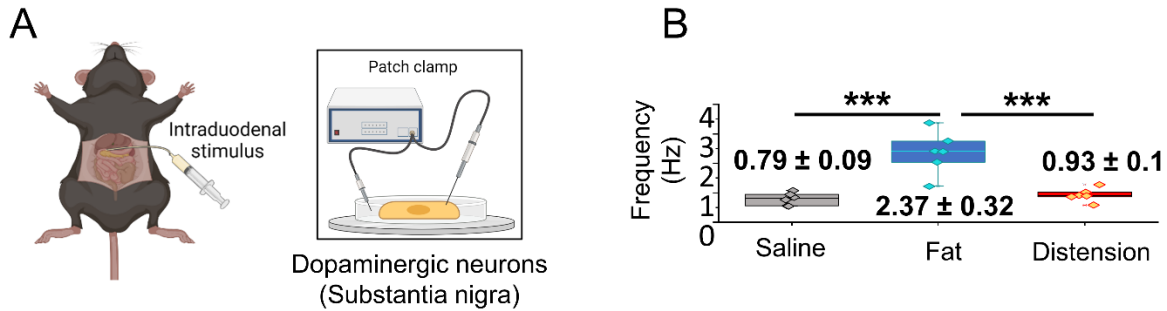 A
Intraduodenal
stimulus
Patch clamp
Dopaminergic neurons
(Substantia nigra)
B
Frequency
(Hz)
4
3
2
1
0
***
***
0.79 ± 0.09
2.37 ± 0.32
0.93 ± 0.1
Saline
Fat
Distension